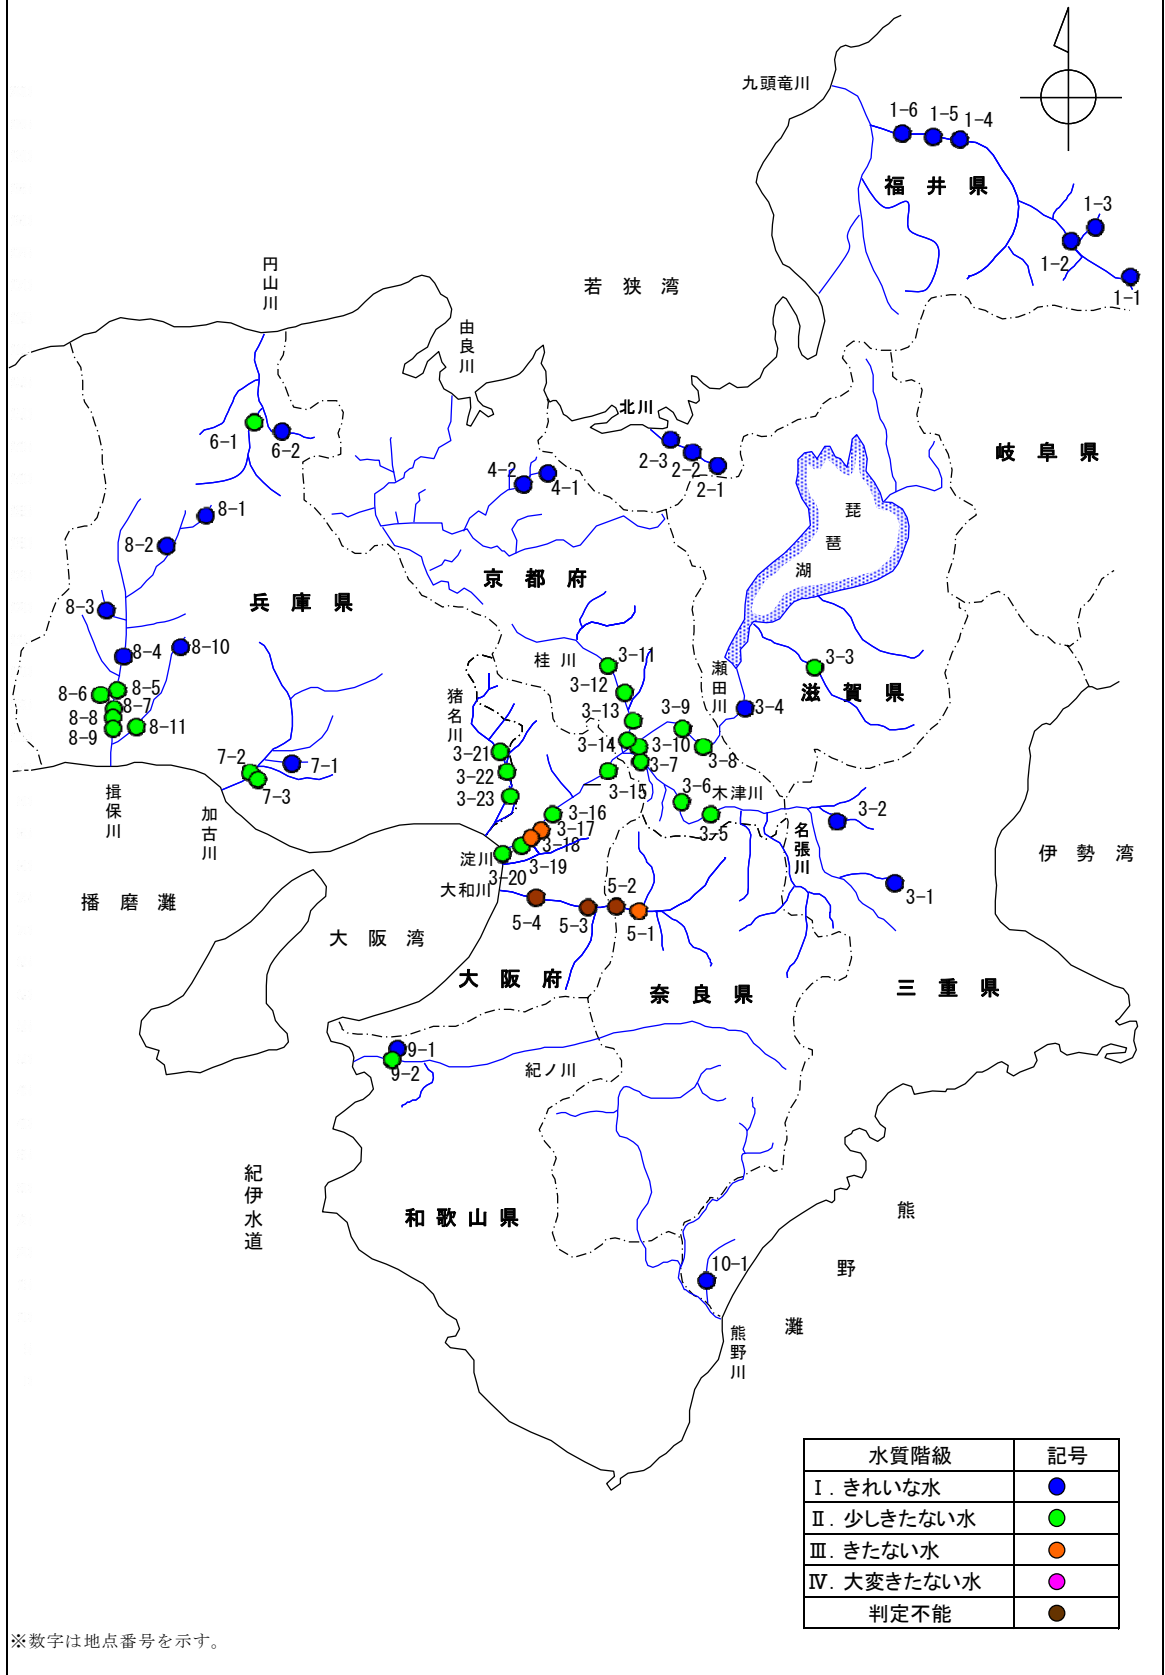 九頭竜川
1-6
1-5
1-4
福井県
1-3
1-2
1-1
円山川
若狭湾
由良川
北川
6-1
6-2
2-3
2-2
2-1
岐阜県
4-2
4-1
8-1
8-2
琵琶湖
京都府
兵庫県
8-3
8-4
8-10
桂川
3-11
瀬田川
3-3
滋賀県
8-6
8-5
8-7
8-8
8-9
8-11
猪名川
3-12
3-13
3-9
3-4
3-14
3-10
3-8
3-7
3-21
3-22
3-23
7-2
7-1
7-3
3-15
3-6
木津川
3-5
3-2
揖保川
加古川
3-16
3-17
3-18
3-19
3-20
淀川
名張川
伊勢湾
3-1
播磨灘
大和川
5-4
5-3
5-2
5-1
大阪湾
大阪府
奈良県
三重県
9-1
9-2
紀ノ川
紀伊水道
和歌山県
熊野灘
10-1
熊野川
水質階級 記号
Ⅰ. きれいな水
Ⅱ. 少しきたない水
Ⅲ. きたない水
Ⅳ. 大変きたない水
判定不能
※数字は地点番号を示す。